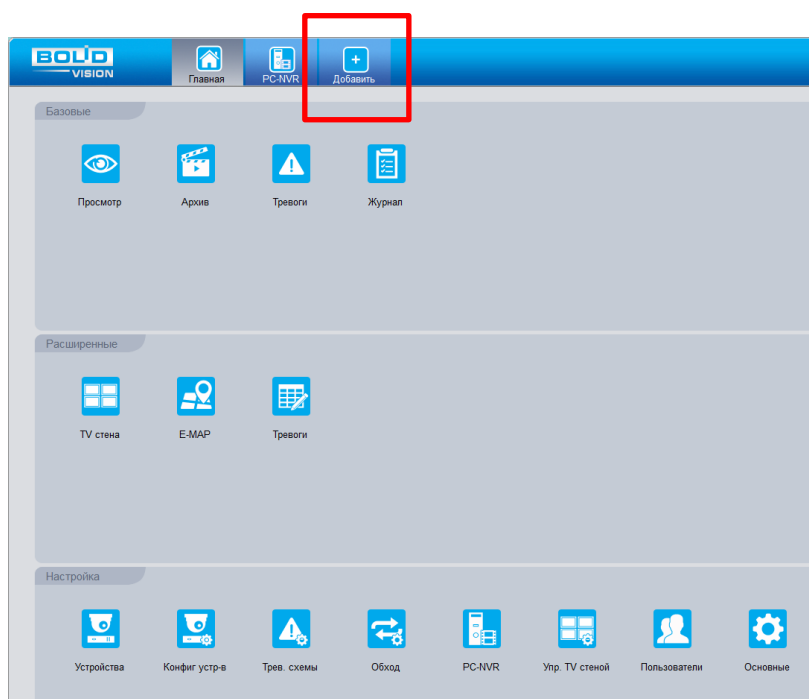 BOLID
VISION
Главная
PC-NVR
Добавить
Базовые
Просмотр
Архив
Тревоги
Журнал
Расширенные
TV стена
E-MAP
Тревоги
Настройка
Устройства
Конфиг устр-в
Трев. схемы
Обход
PC-NVR
Упр. TV стеной
Пользователи
Основные